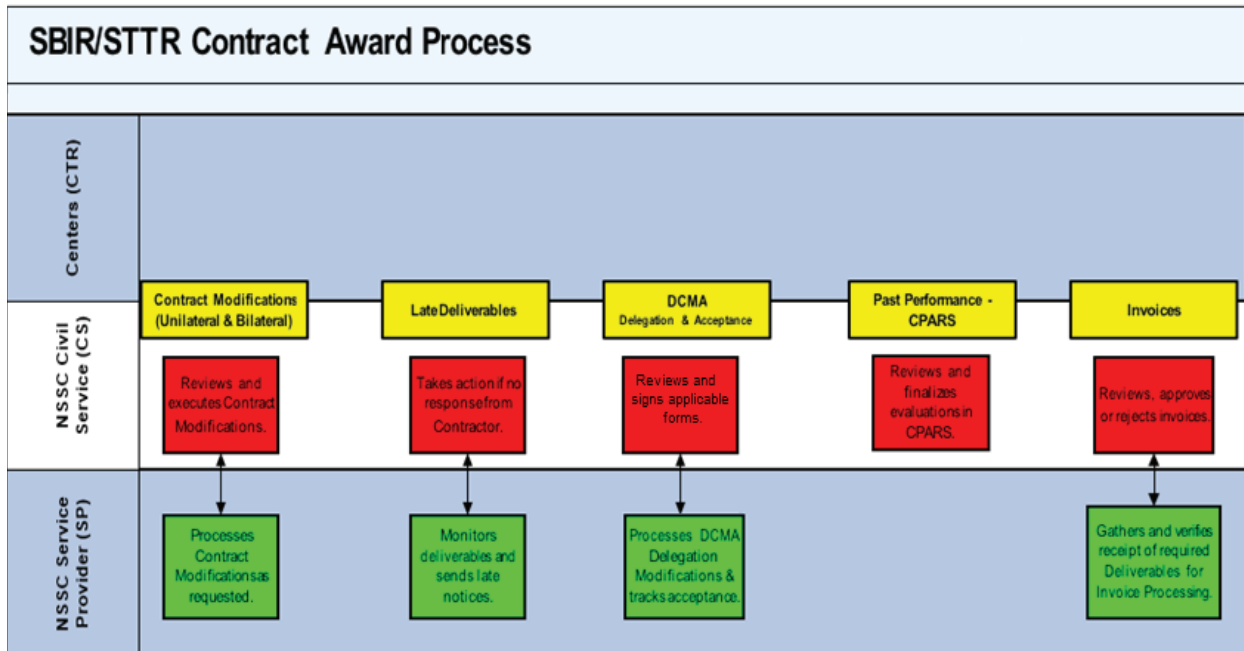 SBIR/STTR Contract Award Process
Centers (CTR)
Contract Modifications
(Unilateral & Bilateral)
Late Deliverables
DCMA
Delegation & Acceptance
Past Performance -
CPARS
Invoices
NSSC Civil
Service (CS)
Reviews and
executes Contract
Modifications.
Takes action if no
response from
Contractor.
Reviews and
signs applicable
forms.
Reviews and
finalizes
evaluations in
CPARS.
Reviews, approves
or rejects invoices.
NSSC Service
Provider (SP)
Processes
Contract
Modifications as
requested.
Monitors
deliverables and
sends late
notices.
Processes DCMA
Delegation
Modifications &
tracks acceptance.
Gathers and verifies
receipt of required
Deliverables for
Invoice Processing.